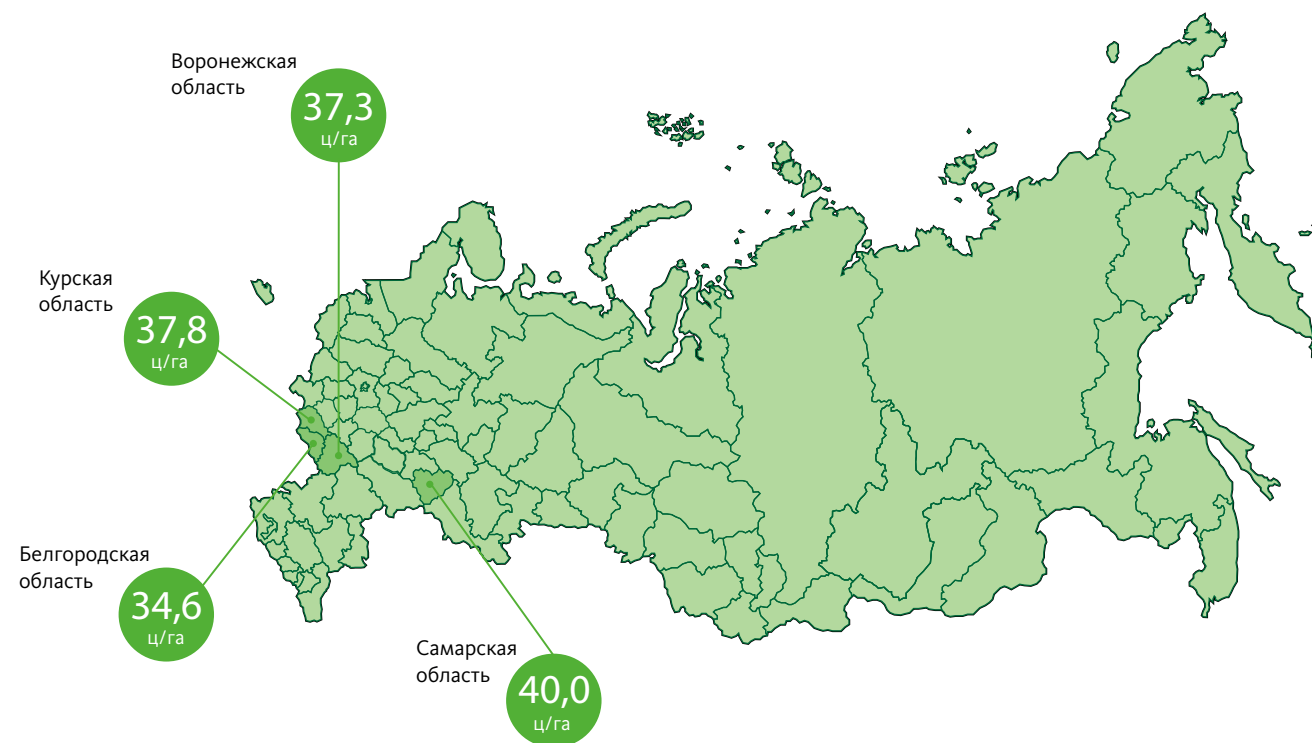 Воронежская
область
37,3
ц/га
Курская
область
37,8
ц/га
Белгородская
область
34,6
ц/га
Самарская
область
40,0
ц/га